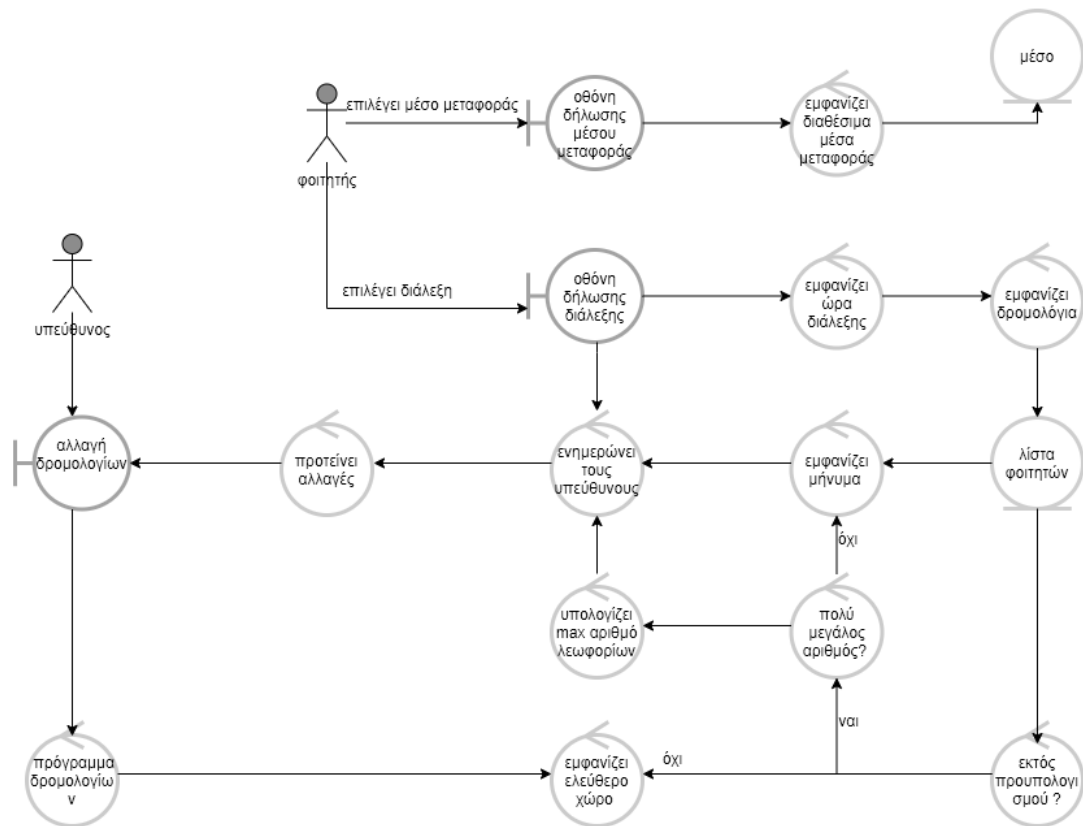 μέσο
επιλέγει μέσο μεταφοράς
οθόνη
δήλωσης
μέσου
μεταφοράς
εμφανίζει
διαθέσιμα
μέσα
μεταφοράς
φοιτητής
επιλέγει διάλεξη
οθόνη
δήλωσης
διάλεξης
εμφανίζει
ώρα
διάλεξης
εμφανίζει
δρομολόγια
υπεύθυνος
αλλαγή
δρομολογίων
προτείνει
αλλαγές
ενημερώνει
τους
υπεύθυνους
εμφανίζει
μήνυμα
λίστα
φοιτητών
όχι
υπολογίζει
max αριθμό
λεωφορίων
πολύ
μεγάλος
αριθμός?
ναι
πρόγραμμα
δρομολογίω
ν
εμφανίζει
ελεύθερο
χώρο
όχι
εκτός
προυπολογι
σμού ?